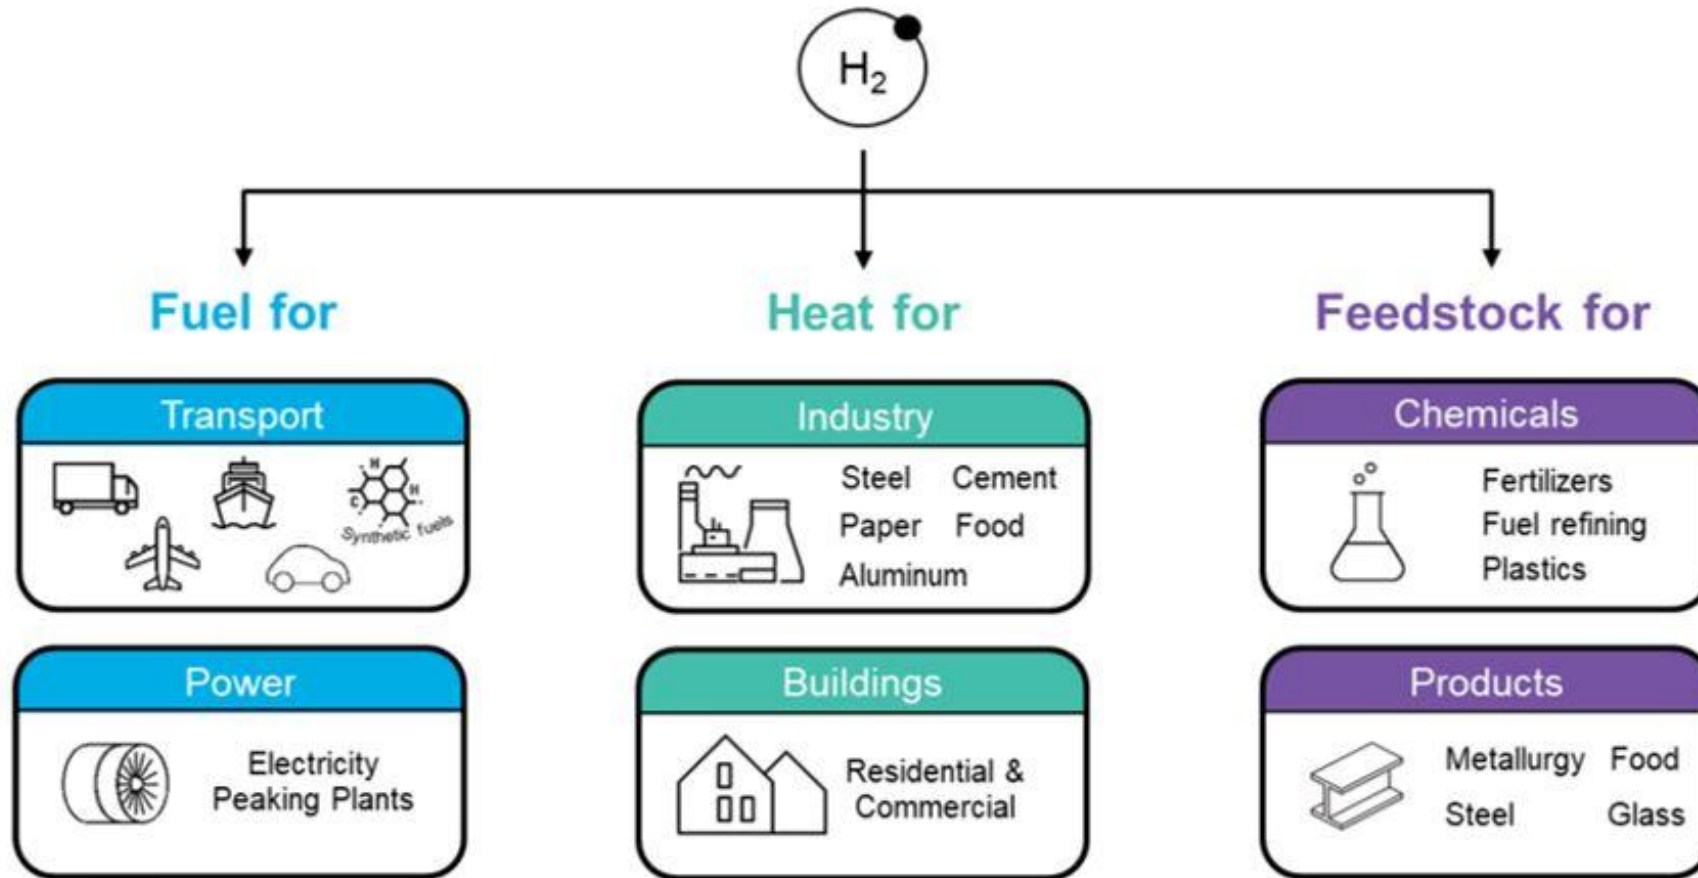 H₂
Fuel for
Heat for
Feedstock for
Transport
H
C
H
Synthetic fuels
Industry
Steel Cement
Paper Food
Aluminum
Chemicals
Fertilizers
Fuel refining
Plastics
Power
Electricity
Peaking Plants
Buildings
Residential &
Commercial
Products
Metallurgy Food
Steel Glass